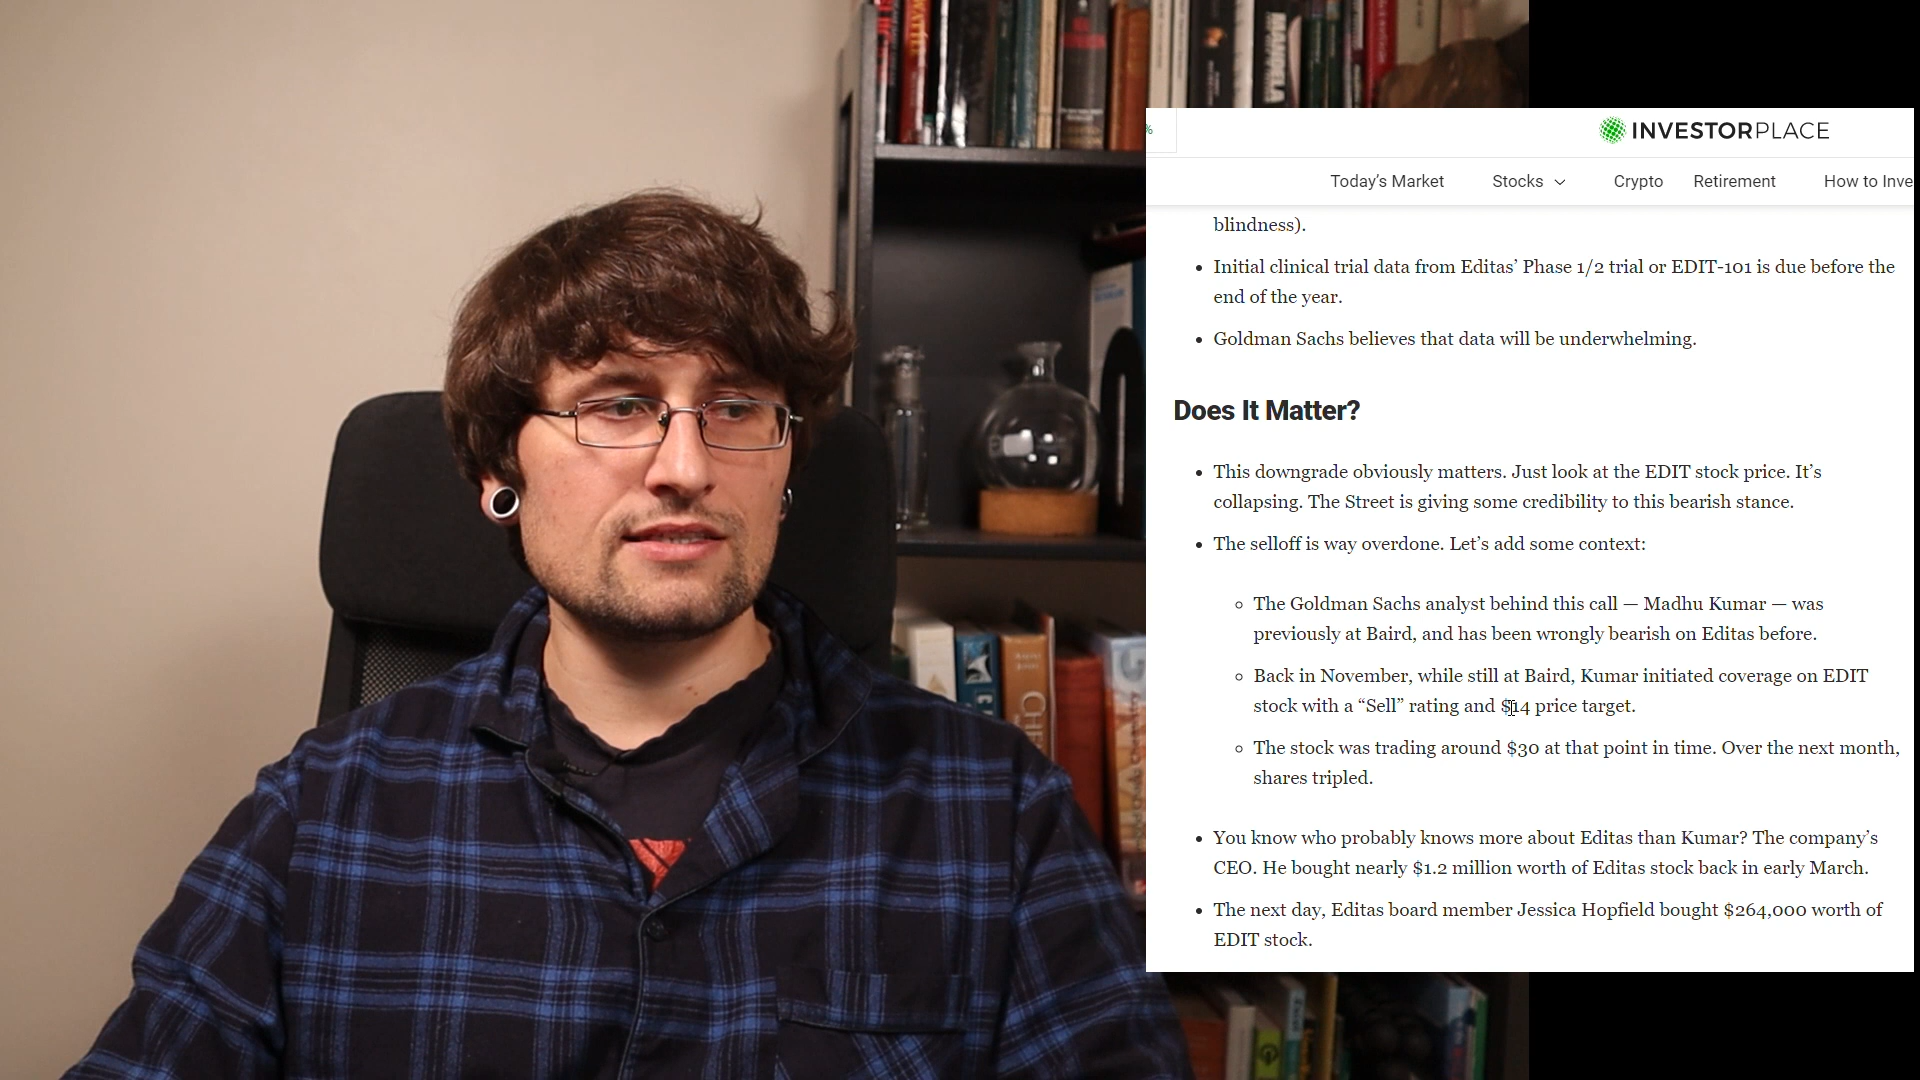 MANDELA
%
INVESTORPLACE
Today’s Market Stocks Crypto Retirement How to Inve
blindness).
• Initial clinical trial data from Editas’ Phase 1/2 trial or EDIT-101 is due before the
end of the year.
• Goldman Sachs believes that data will be underwhelming.
Does It Matter?
• This downgrade obviously matters. Just look at the EDIT stock price. It’s
collapsing. The Street is giving some credibility to this bearish stance.
• The selloff is way overdone. Let’s add some context:
◦ The Goldman Sachs analyst behind this call — Madhu Kumar — was
previously at Baird, and has been wrongly bearish on Editas before.
◦ Back in November, while still at Baird, Kumar initiated coverage on EDIT
stock with a “Sell” rating and $14 price target.
◦ The stock was trading around $30 at that point in time. Over the next month,
shares tripled.
• You know who probably knows more about Editas than Kumar? The company’s
CEO. He bought nearly $1.2 million worth of Editas stock back in early March.
• The next day, Editas board member Jessica Hopfield bought $264,000 worth of
EDIT stock.